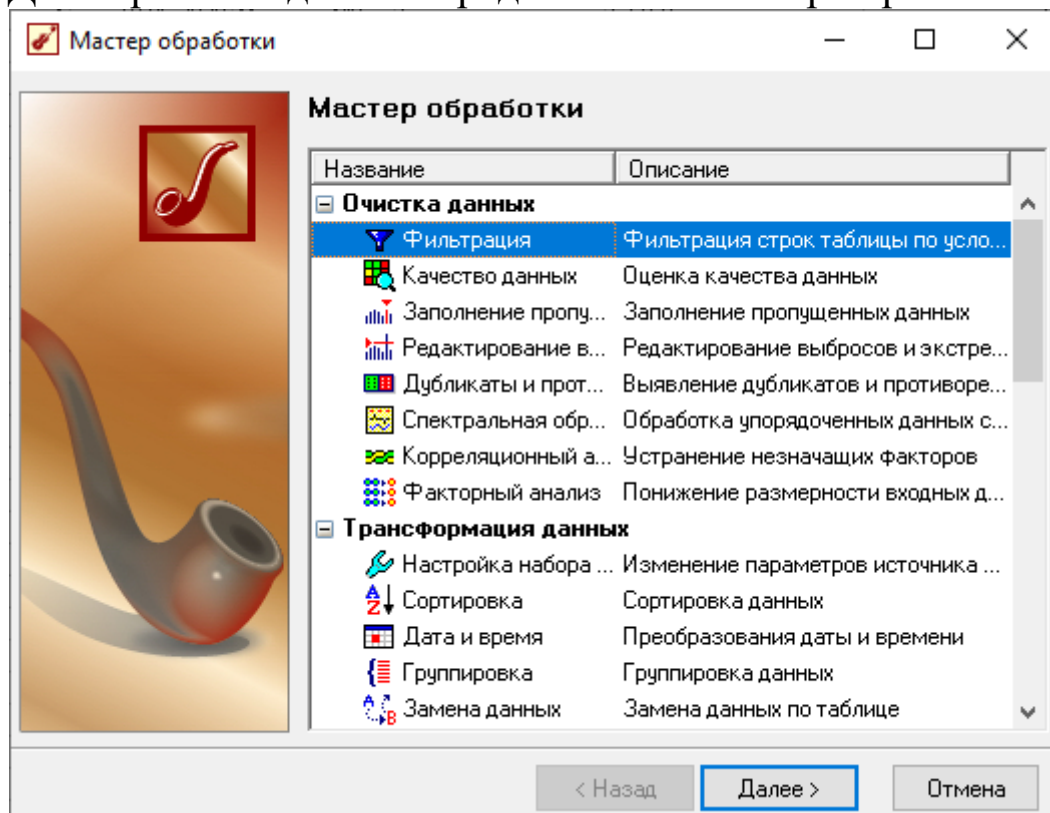 Мастер обработки
Мастер обработки
Название Описание
Очистка данных
Фильтрация Фильтрация строк таблицы по усло...
Качество данных Оценка качества данных
Заполнение пропу... Заполнение пропущенных данных
Редактирование в... Редактирование выбросов и экстре...
Дубликаты и прот... Выявление дубликатов и противоре...
Спектральная обр... Обработка упорядоченных данных с...
Корреляционный а... Устранение незначащих факторов
Факторный анализ Понижение размерности входных д...
Трансформация данных
Настройка набора ... Изменение параметров источника ...
Сортировка Сортировка данных
Дата и время Преобразования даты и времени
Группировка Группировка данных
Замена данных Замена данных по таблице
< Назад Далее > Отмена